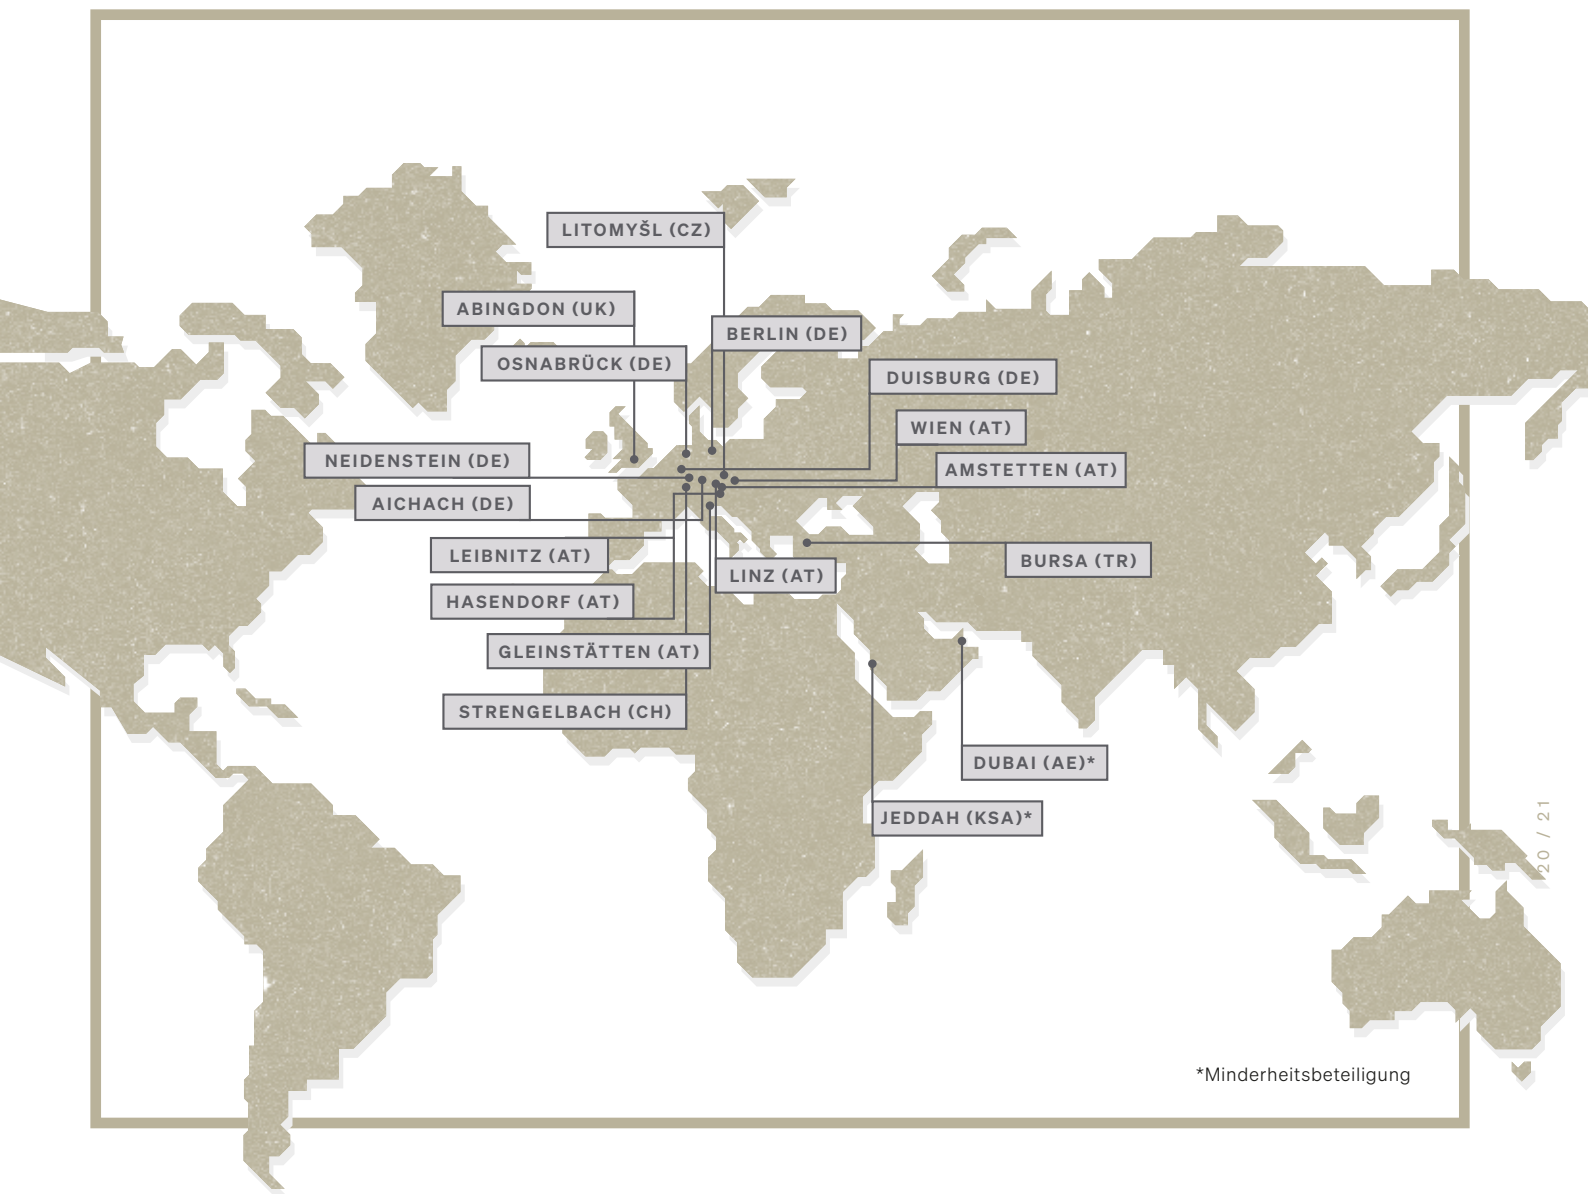 LITOMYŠL (CZ)
ABINGDON (UK)
BERLIN (DE)
OSNABRÜCK (DE)
DUISBURG (DE)
WIEN (AT)
NEIDENSTEIN (DE)
AMSTETTEN (AT)
AICHACH (DE)
LEIBNITZ (AT)
BURSA (TR)
LINZ (AT)
HASENDORF (AT)
GLEINSTÄTTEN (AT)
STRENGELBACH (CH)
DUBAI (AE)*
JEDDAH (KSA)*
20 / 21
*Minderheitsbeteiligung